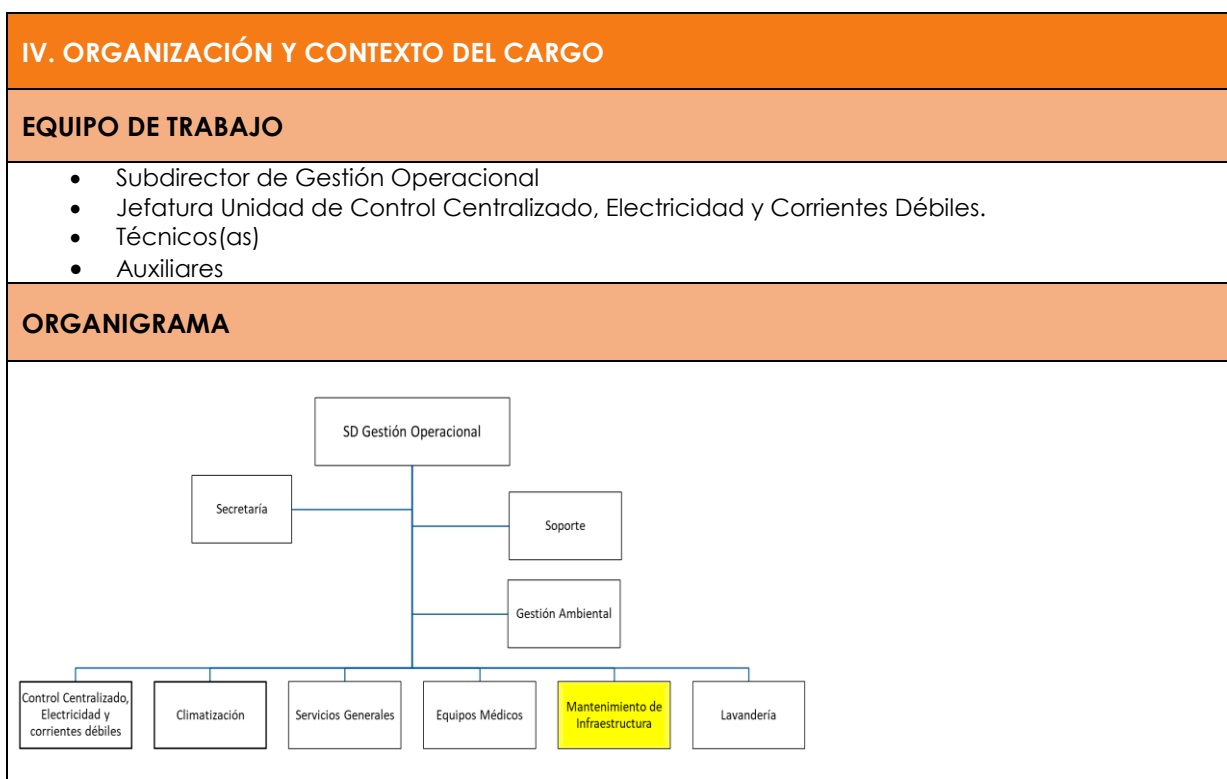 IV. ORGANIZACIÓN Y CONTEXTO DEL CARGO
EQUIPO DE TRABAJO
• Subdirector de Gestión Operacional
• Jefatura Unidad de Control Centralizado, Electricidad y Corrientes Débiles.
• Técnicos(as)
• Auxiliares
ORGANIGRAMA
SD Gestión Operacional
Secretaría
Soporte
Gestión Ambiental
Control Centralizado,
Electricidad y
corrientes débiles
Climatización
Servicios Generales
Equipos Médicos
Mantenimiento de
Infraestructura
Lavandería